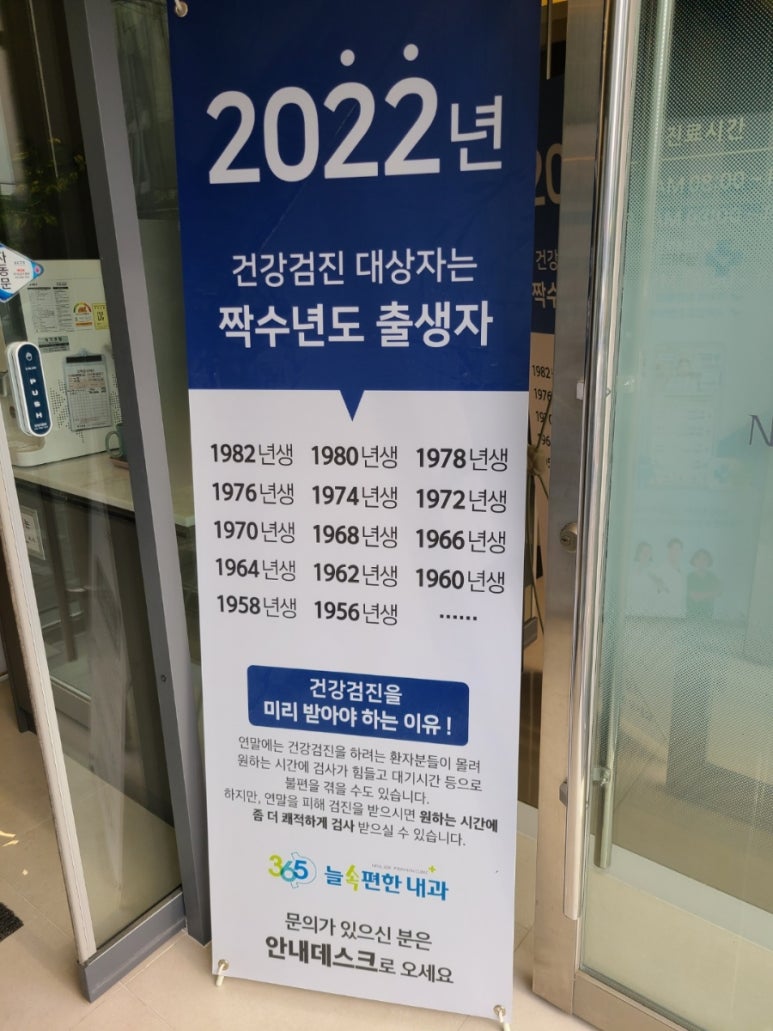 2022년
건강검진 대상자는
짝수년도 출생자
1982년생 1980년생 1978년생
1976년생 1974년생 1972년생
1970년생 1968년생 1966년생
1964년생 1962년생 1960년생
1958년생 1956년생 ······
건강검진을
미리 받아야 하는 이유 !
연말에는 건강검진을 하려는 환자분들이 몰려
원하는 시간에 검사가 힘들고 대기시간 등으로
불편을 겪을 수도 있습니다.
하지만, 연말을 피해 검진을 받으시면 원하는 시간에
좀 더 쾌적하게 검사 받으실 수 있습니다.
365 늘속편한내과
문의가 있으신 분은
안내데스크로 오세요
자동문
PUSH
진료시간